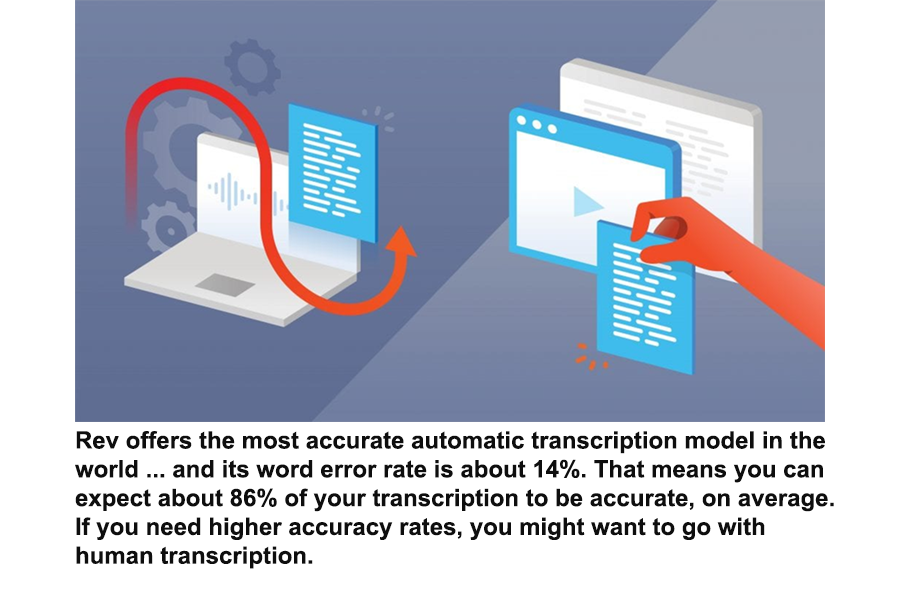 Rev offers the most accurate automatic transcription model in the
world ... and its word error rate is about 14%. That means you can
expect about 86% of your transcription to be accurate, on average.
If you need higher accuracy rates, you might want to go with
human transcription.